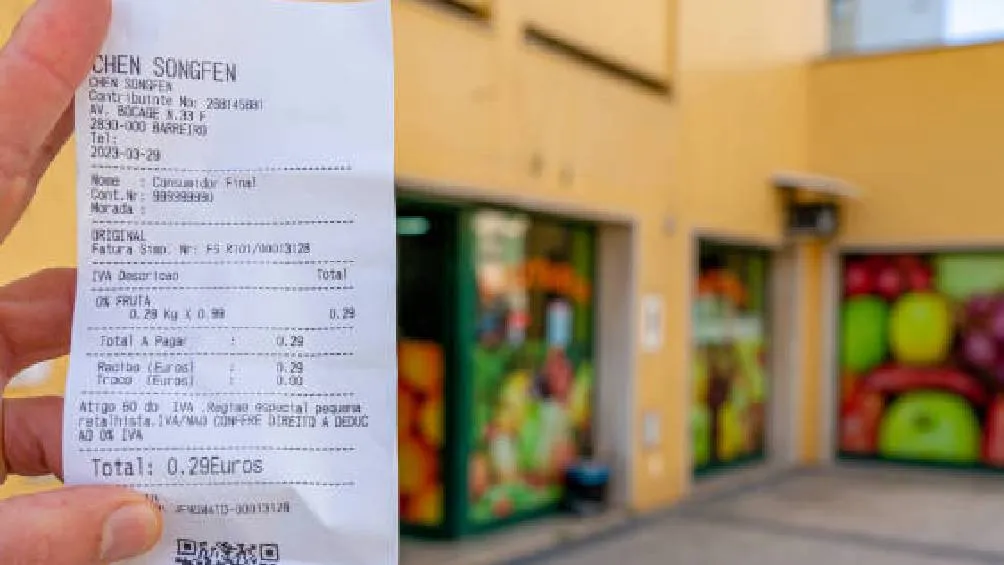 CHEN SONGFEN
CHEN SONGFEN
Contribuinte No: 268145681
AV. BOCAGE N.33 F
2830-000 BARREIRO
Tel:
2023-03-29
Nome : Consumidor Final
Cont.Nr: 999999990
Morada :
ORIGINAL
Fatura Simp. Nr: FS R101/00013128
IVA Descricao Total
0% FRUTA
0.29 Kg X 0.99 0.29
Total A Pagar : 0.29
Recibo (Euros) : 0.29
Troco (Euros) : 0.00
Atrgo 60 do IVA .Regime especial pequena
retalhista.IVA/NAO CONFERE DIREITO A DEDUC
AO 0% IVA
Total: 0.29Euros